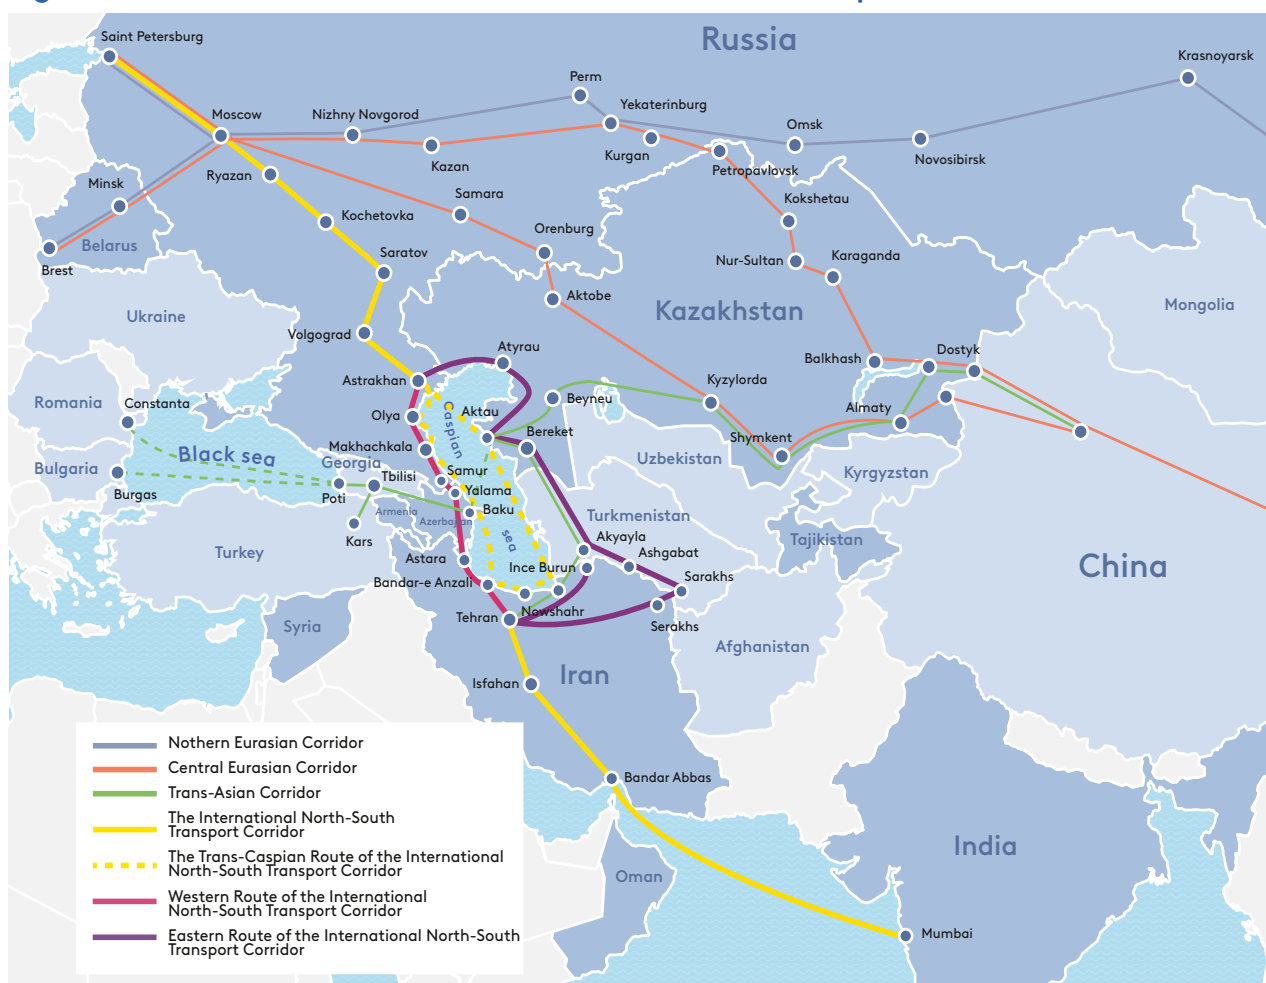 Saint Petersburg
Russia
Krasnoyarsk
Perm
Yekaterinburg
Moscow
Nizhny Novgorod
Omsk
Kurgan
Novosibirsk
Kazan
Ryazan
Petropavlovsk
Minsk
Samara
Kokshetau
Kochetovka
Orenburg
Belarus
Saratov
Nur-Sultan
Karaganda
Brest
Aktobe
Mongolia
Kazakhstan
Ukraine
Volgograd
Atyrau
Dostyk
Balkhash
Astrakhan
Kyzylorda
Romania
Constanta
Beyneu
Almaty
Olya
Aktau
Caspian
Bereket
Shymkent
Makhachkala
Black sea
Georgia
Uzbekistan
Bulgaria
Samur
Kyrgyzstan
Tbilisi
Yalama
Burgas
Poti
Armenia
Baku
Azerbaijan
Turkmenistan
Kars
sea
Akyayla
Tajikistan
Turkey
Ashgabat
Astara
Ince Burun
China
Bandar-e Anzali
Sarakhs
Tehran
Nowshahr
Syria
Serakhs
Afghanistan
Isfahan
Iran
Bandar Abbas
India
Oman
Mumbai
Nothern Eurasian Corridor
Central Eurasian Corridor
Trans-Asian Corridor
The International North-South
Transport Corridor
The Trans-Caspian Route of the International
North-South Transport Corridor
Western Route of the International
North-South Transport Corridor
Eastern Route of the International North-South
Transport Corridor